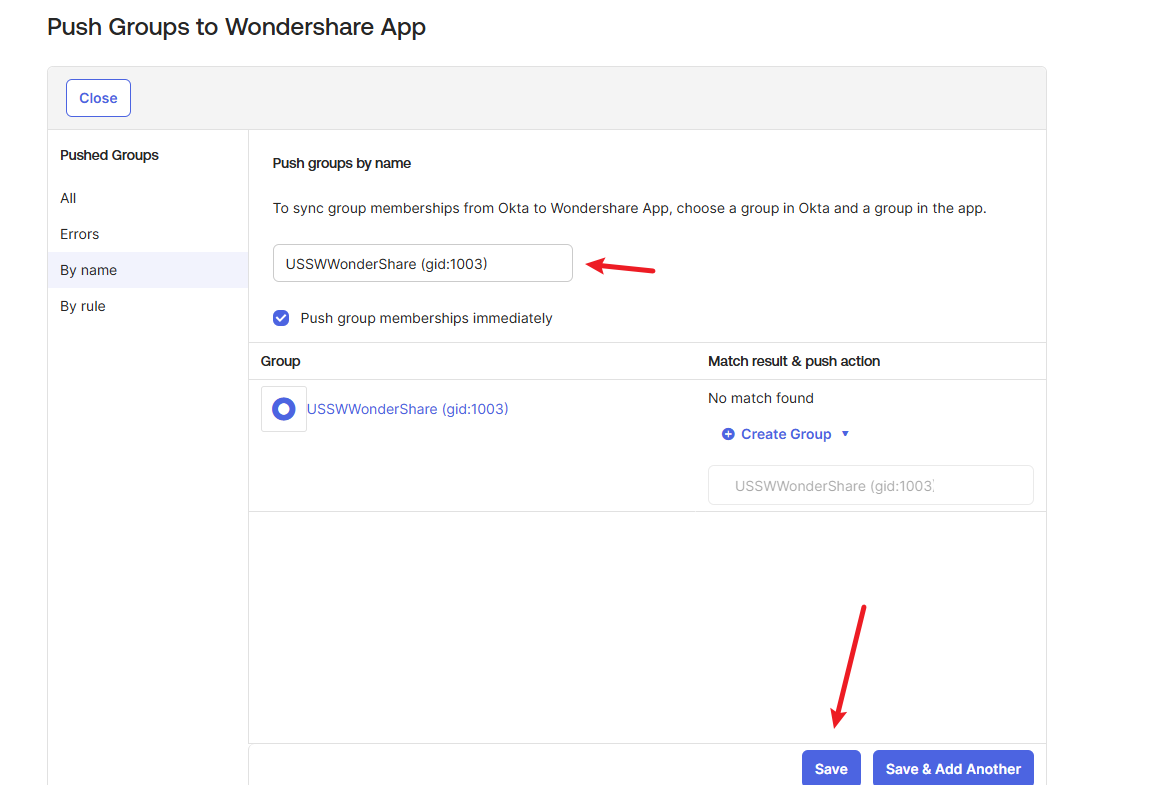 Push Groups to Wondershare App
Close
Pushed Groups
All
Errors
By name
By rule
Push groups by name
To sync group memberships from Okta to Wondershare App, choose a group in Okta and a group in the app.
USSWWonderShare (gid:1003)
Push group memberships immediately
Group
Match result & push action
USSWWonderShare (gid:1003)
No match found
Create Group
USSWWonderShare (gid:1003)
Save
Save & Add Another